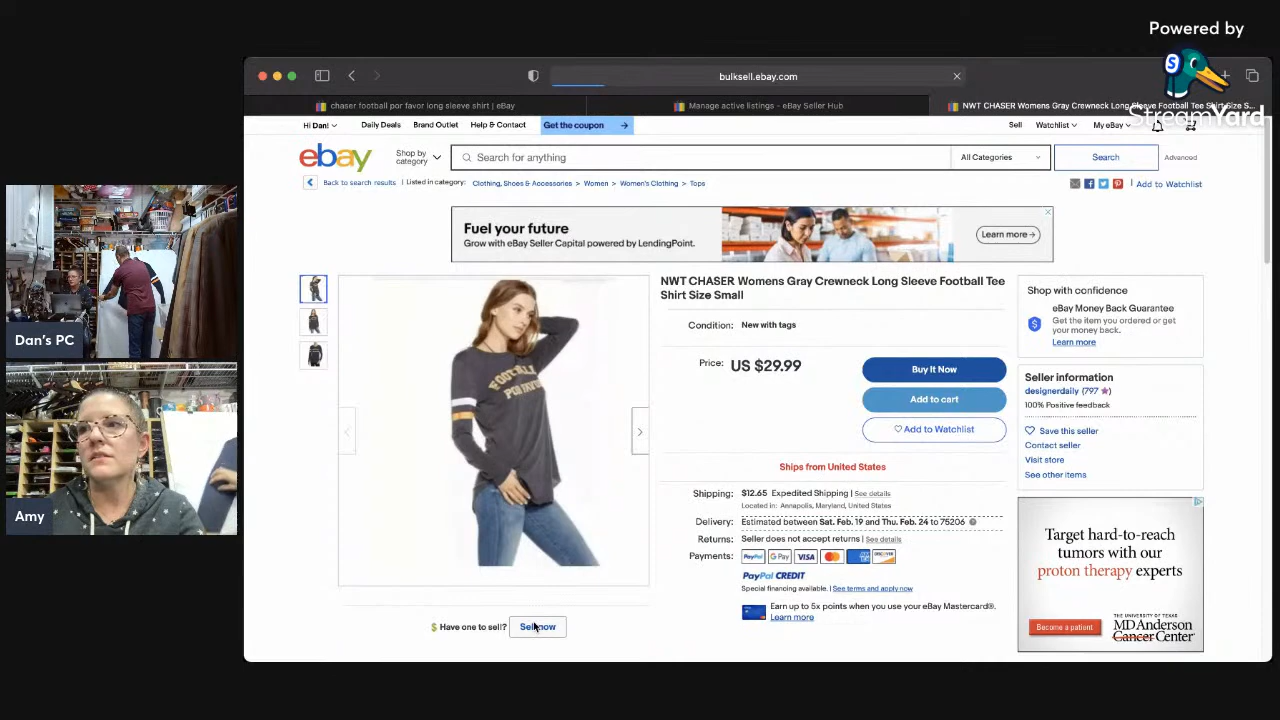 Powered by
StreamYard
bulksell.ebay.com
chaser football por favor long sleeve shirt | eBay
Manage active listings - eBay Seller Hub
NWT CHASER Womens Gray Crewneck Long Sleeve Football Tee Shirt Size S...
Hi Dan!
Daily Deals
Brand Outlet
Help & Contact
Get the coupon
Sell
Watchlist
My eBay
ebay
Shop by
category
Search for anything
All Categories
Search
Advanced
Back to search results
Listed in category:
Clothing, Shoes & Accessories > Women > Women's Clothing > Tops
Add to Watchlist
Fuel your future
Grow with eBay Seller Capital powered by LendingPoint.
Learn more
NWT CHASER Womens Gray Crewneck Long Sleeve Football Tee
Shirt Size Small
Condition: New with tags
Price: US $29.99
Buy It Now
Add to cart
Add to Watchlist
Ships from United States
Shipping: $12.65 Expedited Shipping | See details
Located in: Annapolis, Maryland, United States
Delivery: Estimated between Sat. Feb. 19 and Thu. Feb. 24 to 75206
Returns: Seller does not accept returns | See details
Payments: PayPal G Pay VISA DISCOVER
PayPal CREDIT
Special financing available. | See terms and apply now
Earn up to 5x points when you use your eBay Mastercard®.
Learn more
Shop with confidence
eBay Money Back Guarantee
Get the item you ordered or get
your money back.
Learn more
Seller information
designerdaily (797)
100% Positive feedback
Save this seller
Contact seller
Visit store
See other items
Target hard-to-reach
tumors with our
proton therapy experts
Become a patient
THE UNIVERSITY OF TEXAS
MD Anderson
Cancer Center
FOOTBALL
POR FAVOR
Have one to sell?
Sell now
Dan's PC
Amy